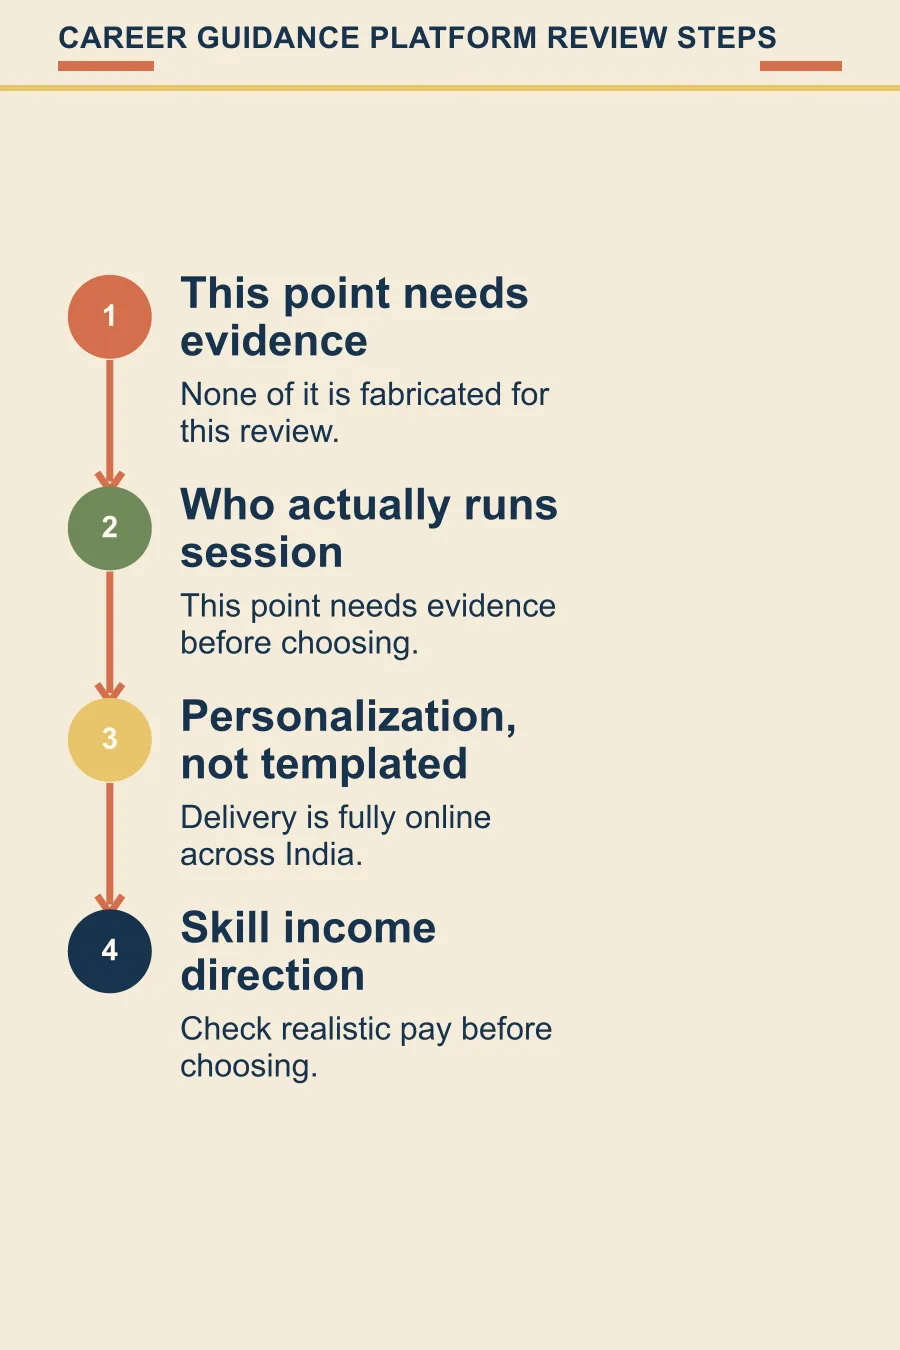 CAREER GUIDANCE PLATFORM REVIEW STEPS
1
This point needs
evidence
None of it is fabricated for
this review.
2
Who actually runs
session
This point needs evidence
before choosing.
3
Personalization,
not templated
Delivery is fully online
across India.
4
Skill income
direction
Check realistic pay before
choosing.